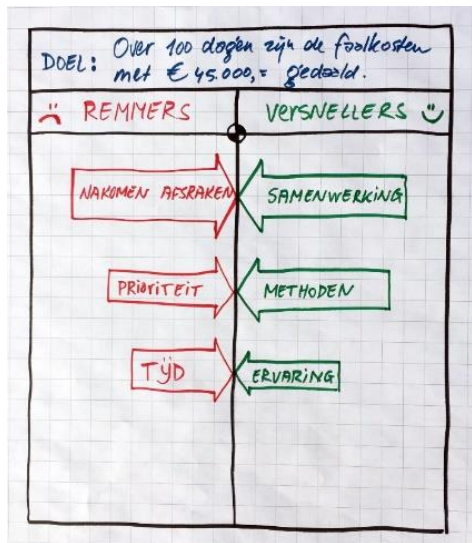 DOEL: Over 100 dagen zijn de faalkosten
met € 45.000,= gedaald.
REMMERS
VERSNELLERS
NAKOMEN AFSRAKEN
SAMENWERKING
PRIORITEIT
METHODEN
TIJD
ERVARING